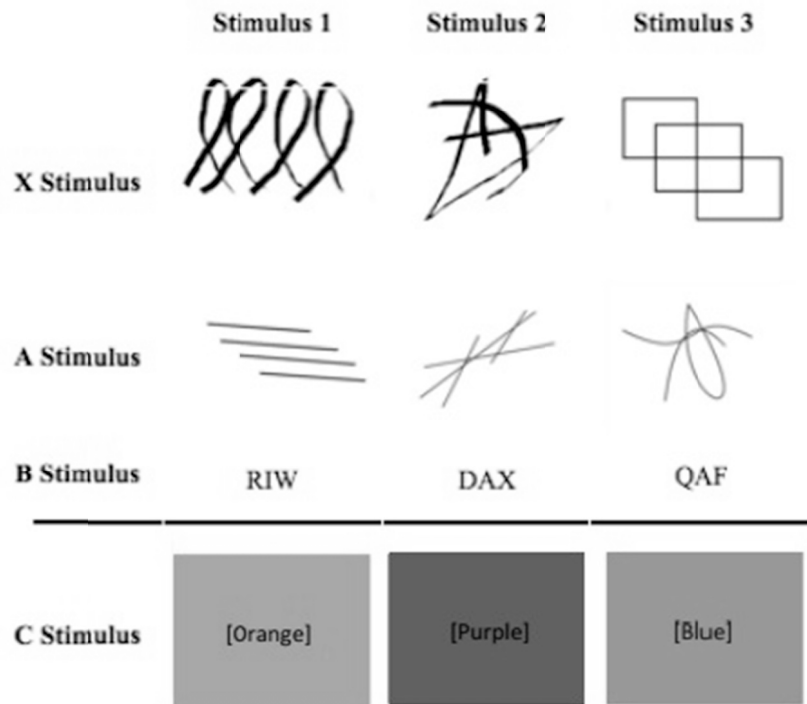 Stimulus 1 Stimulus 2 Stimulus 3
X Stimulus
A Stimulus
B Stimulus RIW DAX QAF
C Stimulus [Orange] [Purple] [Blue]